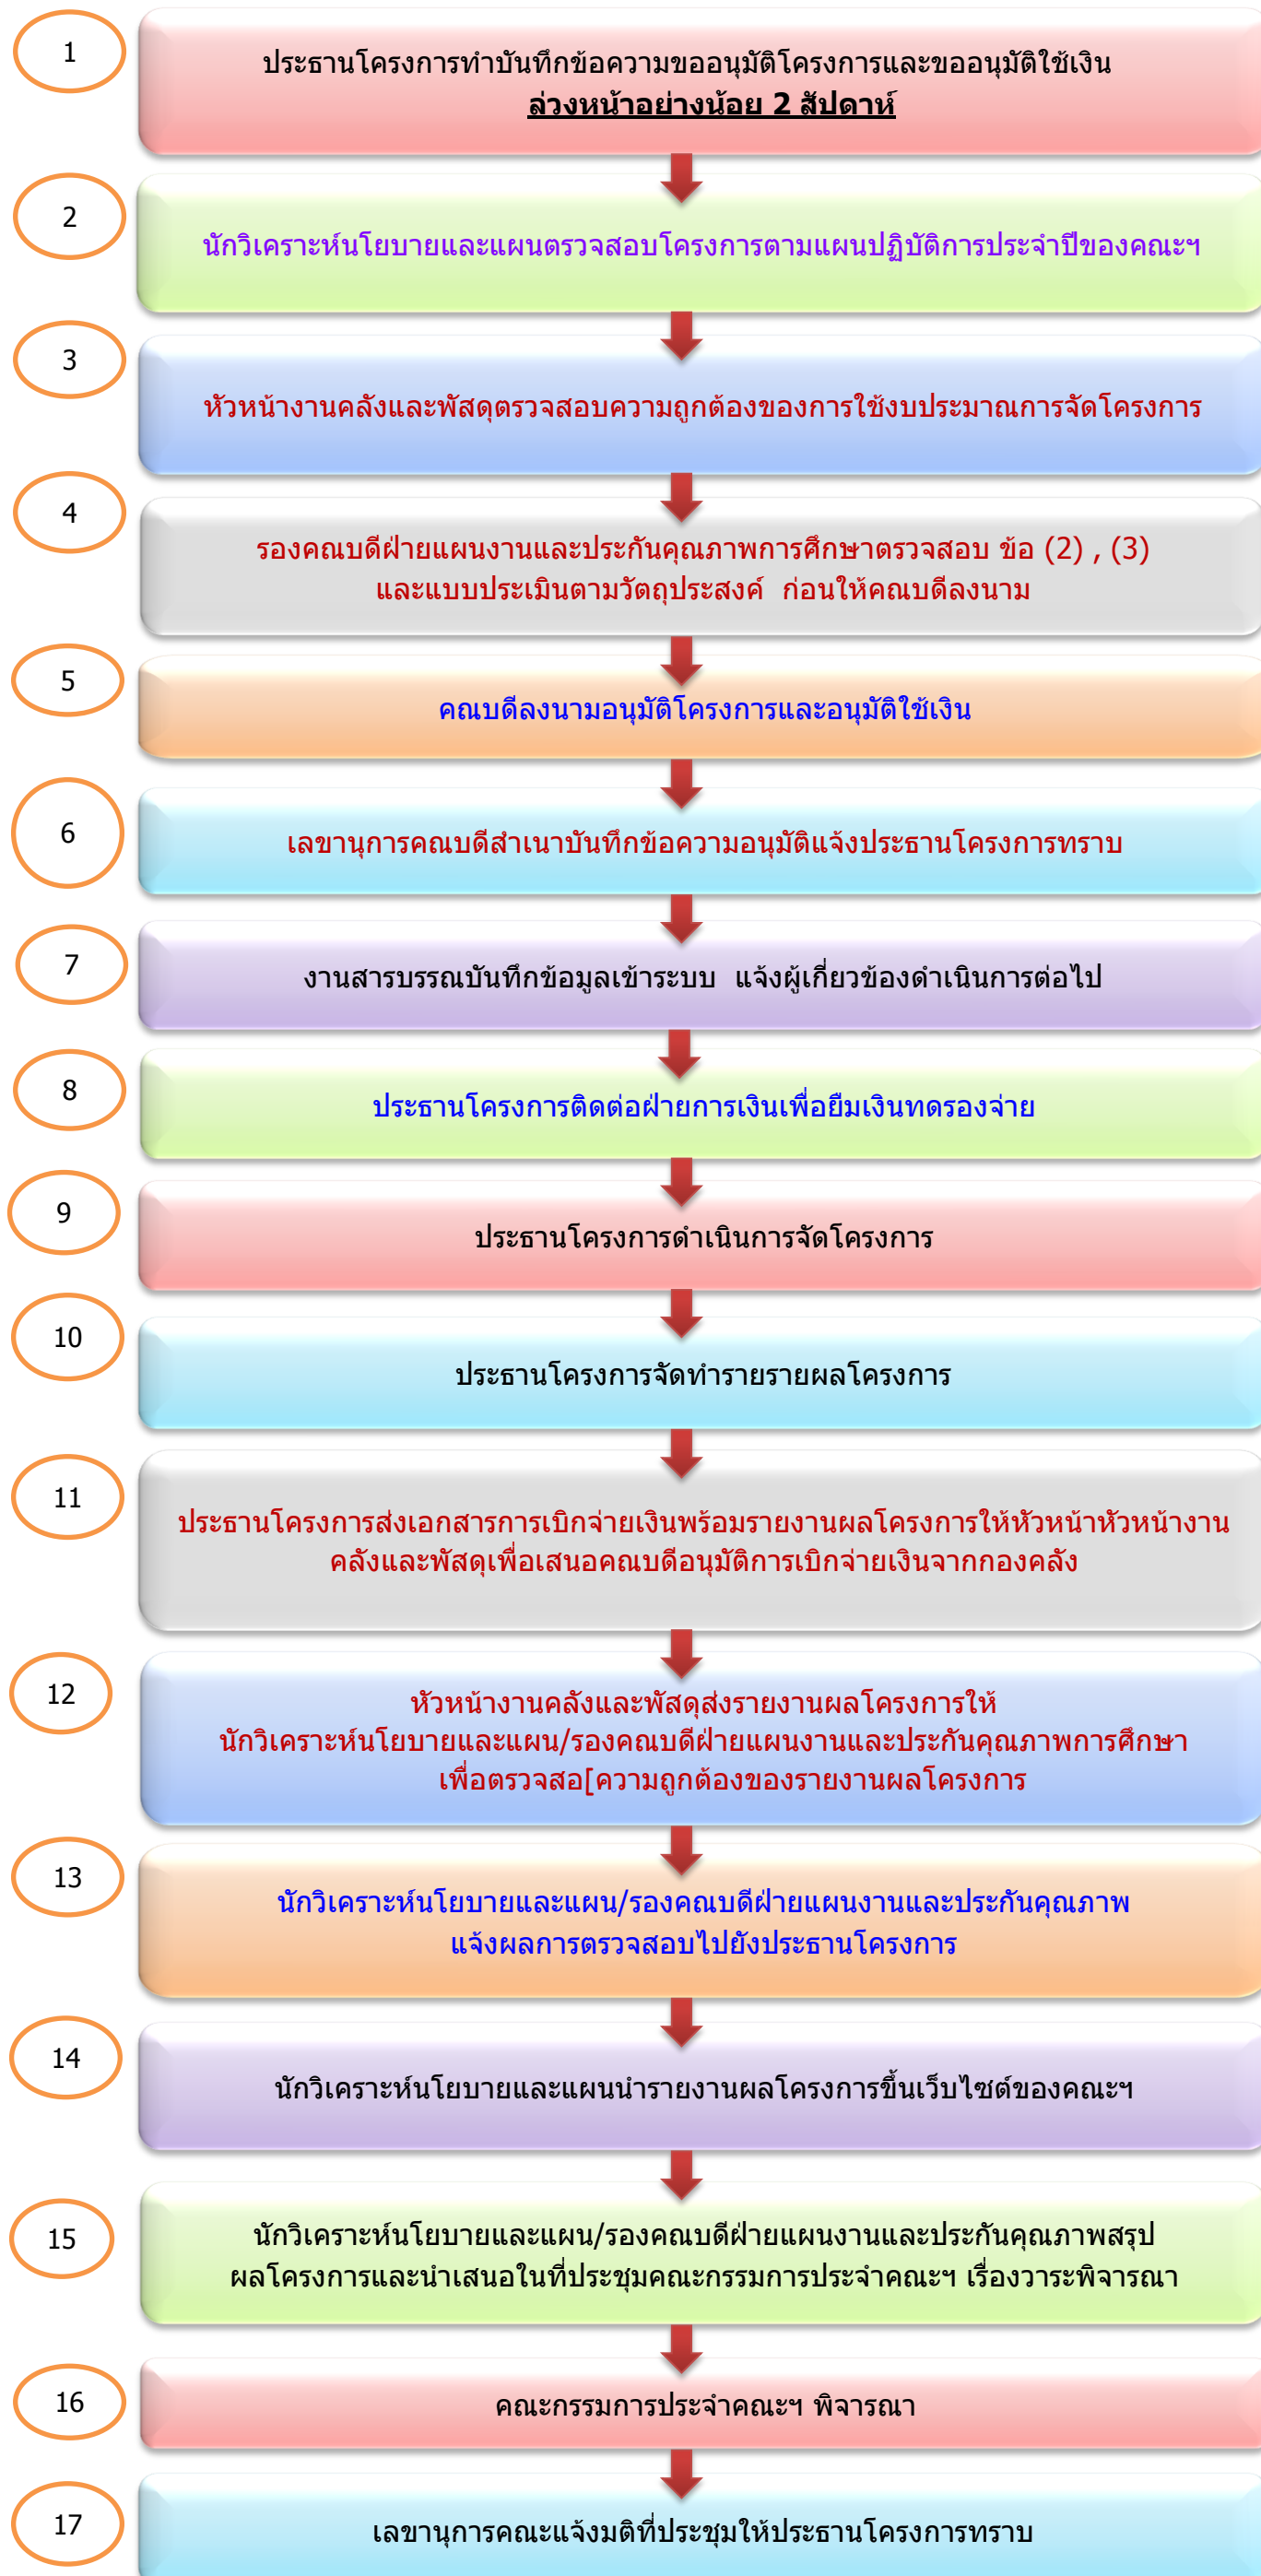 1
ประธานโครงการทำบันทึกข้อความขออนุมัติโครงการและขออนุมัติใช้เงิน
ล่วงหน้าอย่างน้อย 2 สัปดาห์
2
นักวิเคราะห์นโยบายและแผนตรวจสอบโครงการตามแผนปฏิบัติการประจำปีของคณะฯ
3
หัวหน้างานคลังและพัสดุตรวจสอบความถูกต้องของการใช้งบประมาณการจัดโครงการ
4
รองคณบดีฝ่ายแผนงานและประกันคุณภาพการศึกษาตรวจสอบ ข้อ (2) , (3)
และแบบประเมินตามวัตถุประสงค์ ก่อนให้คณบดีลงนาม
5
คณบดีลงนามอนุมัติโครงการและอนุมัติใช้เงิน
6
เลขานุการคณบดีสำเนาบันทึกข้อความอนุมัติแจ้งประธานโครงการทราบ
7
งานสารบรรณบันทึกข้อมูลเข้าระบบ แจ้งผู้เกี่ยวข้องดำเนินการต่อไป
8
ประธานโครงการติดต่อฝ่ายการเงินเพื่อยืมเงินทดรองจ่าย
9
ประธานโครงการดำเนินการจัดโครงการ
10
ประธานโครงการจัดทำรายรายผลโครงการ
11
ประธานโครงการส่งเอกสารการเบิกจ่ายเงินพร้อมรายงานผลโครงการให้หัวหน้าหัวหน้างาน
คลังและพัสดุเพื่อเสนอคณบดีอนุมัติการเบิกจ่ายเงินจากกองคลัง
12
หัวหน้างานคลังและพัสดุส่งรายงานผลโครงการให้
นักวิเคราะห์นโยบายและแผน/รองคณบดีฝ่ายแผนงานและประกันคุณภาพการศึกษา
เพื่อตรวจสอ[ความถูกต้องของรายงานผลโครงการ
13
นักวิเคราะห์นโยบายและแผน/รองคณบดีฝ่ายแผนงานและประกันคุณภาพ
แจ้งผลการตรวจสอบไปยังประธานโครงการ
14
นักวิเคราะห์นโยบายและแผนนำรายงานผลโครงการขึ้นเว็บไซต์ของคณะฯ
15
นักวิเคราะห์นโยบายและแผน/รองคณบดีฝ่ายแผนงานและประกันคุณภาพสรุป
ผลโครงการและนำเสนอในที่ประชุมคณะกรรมการประจำคณะฯ เรื่องวาระพิจารณา
16
คณะกรรมการประจำคณะฯ พิจารณา
17
เลขานุการคณะแจ้งมติที่ประชุมให้ประธานโครงการทราบ